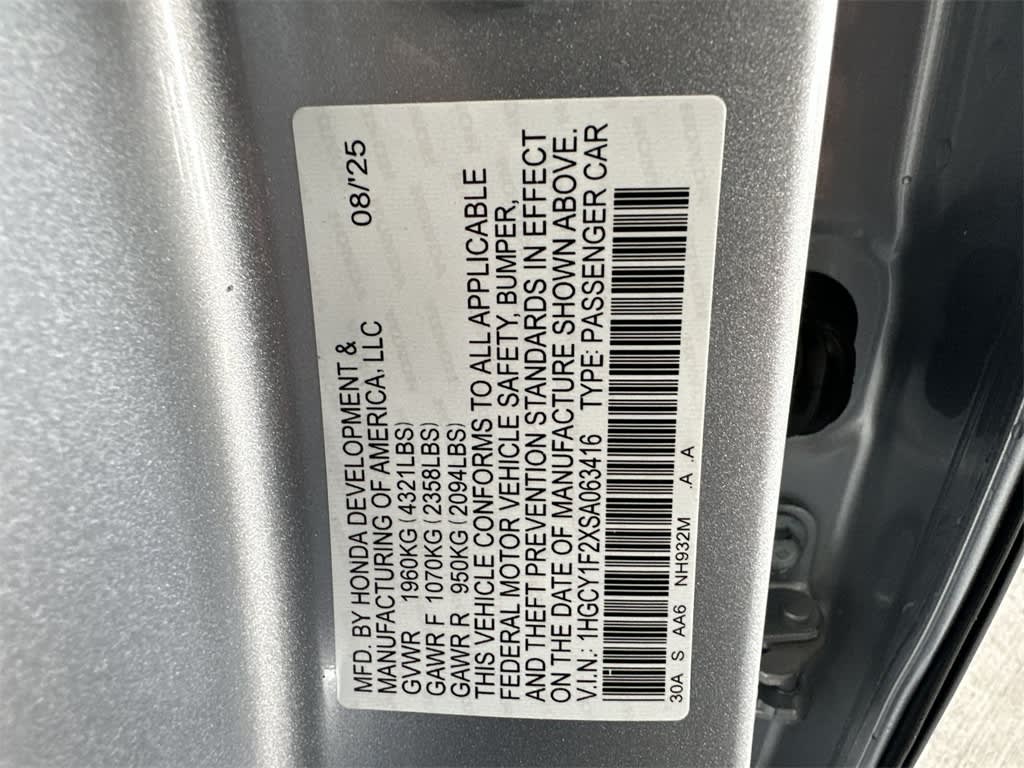 MFD. BY HONDA DEVELOPMENT & 08/'25
MANUFACTURING OF AMERICA, LLC
GVWR 1960KG (4321LBS)
GAWR F 1070KG (2358LBS)
GAWR R 950KG (2094LBS)
THIS VEHICLE CONFORMS TO ALL APPLICABLE
FEDERAL MOTOR VEHICLE SAFETY, BUMPER,
AND THEFT PREVENTION STANDARDS IN EFFECT
ON THE DATE OF MANUFACTURE SHOWN ABOVE.
V.I.N.: 1HGCY1F2XSA063416 TYPE: PASSENGER CAR
30A S AA6 NH932M .A .A